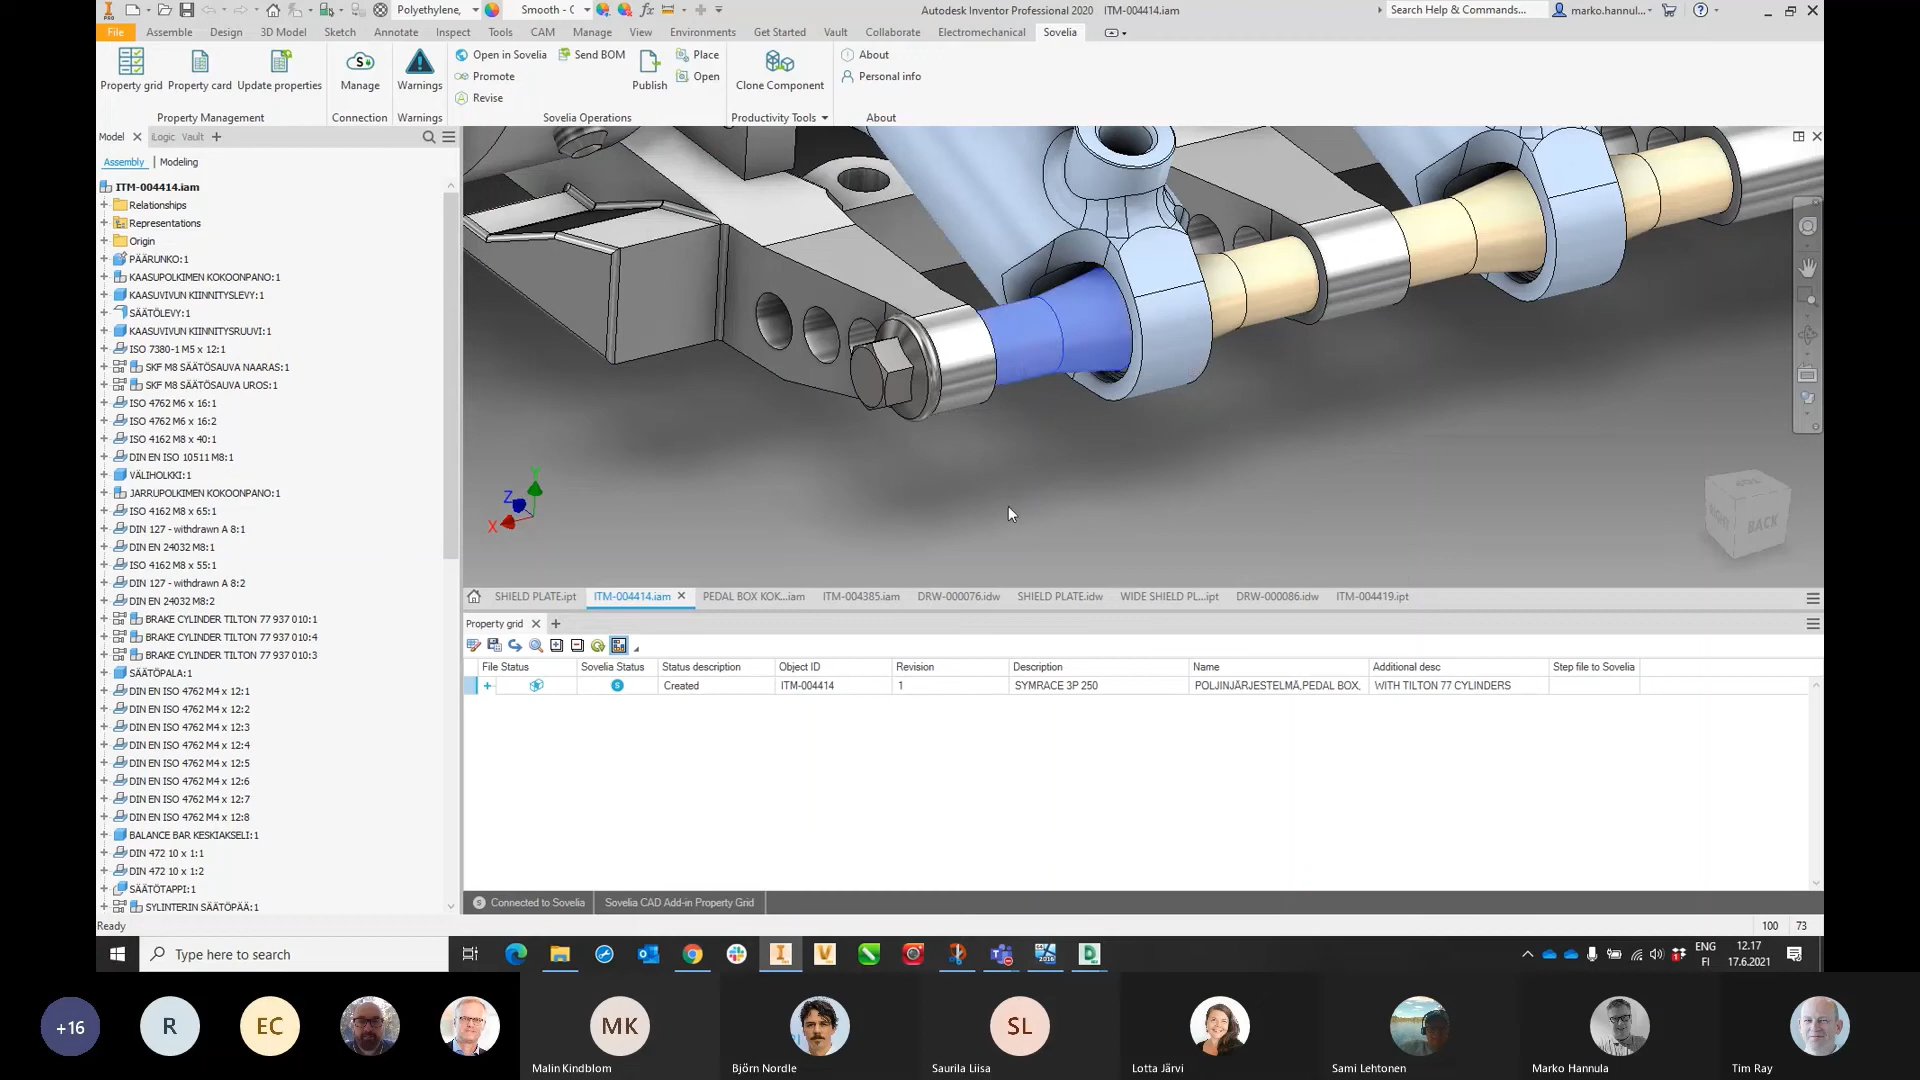 Polyethylene,
Smooth - C
Autodesk Inventor Professional 2020 ITM-004414.iam
Search Help & Commands...
marko.hannul...
File Assemble Design 3D Model Sketch Annotate Inspect Tools CAM Manage View Environments Get Started Vault Collaborate Electromechanical Sovelia
Open in Sovelia Send BOM Place About
Promote Open Personal info
Property grid Property card Update properties Manage Warnings Publish Clone Component
Revise
Property Management Connection Warnings Sovelia Operations Productivity Tools About
Model iLogic Vault
Assembly | Modeling
ITM-004414.iam
Relationships
Representations
Origin
PÄÄRUNKO:1
KAASUPOLKIMEN KOKOONPANO:1
KAASUVIVUN KIINNITYSLEVY:1
SÄÄTÖLEVY:1
KAASUVIVUN KIINNITYSRUUVI:1
ISO 7380-1 M5 x 12:1
SKF M8 SÄÄTÖSAUVA NAARAS:1
SKF M8 SÄÄTÖSAUVA UROS:1
ISO 4762 M6 x 16:1
ISO 4762 M6 x 16:2
ISO 4162 M8 x 40:1
DIN EN ISO 10511 M8:1
VÄLIHOLKKI:1
JARRUPOLKIMEN KOKOONPANO:1
ISO 4162 M8 x 65:1
DIN 127 - withdrawn A 8:1
DIN EN 24032 M8:1
ISO 4162 M8 x 55:1
DIN 127 - withdrawn A 8:2
DIN EN 24032 M8:2
BRAKE CYLINDER TILTON 77 937 010:1
BRAKE CYLINDER TILTON 77 937 010:4
BRAKE CYLINDER TILTON 77 937 010:3
SÄÄTÖPALA:1
DIN EN ISO 4762 M4 x 12:1
DIN EN ISO 4762 M4 x 12:2
DIN EN ISO 4762 M4 x 12:3
DIN EN ISO 4762 M4 x 12:4
DIN EN ISO 4762 M4 x 12:5
DIN EN ISO 4762 M4 x 12:6
DIN EN ISO 4762 M4 x 12:7
DIN EN ISO 4762 M4 x 12:8
BALANCE BAR KESKIAKSELI:1
DIN 472 10 x 1:1
DIN 472 10 x 1:2
SÄÄTÖTAPPI:1
SYLINTERIN SÄÄTÖPÄÄ:1
Y
Z
X
RIGHT BACK
SHIELD PLATE.ipt ITM-004414.iam PEDAL BOX KOK...iam ITM-004385.iam DRW-000076.idw SHIELD PLATE.idw WIDE SHIELD PL...ipt DRW-000086.idw ITM-004419.ipt
Property grid
File Status Sovelia Status Status description Object ID Revision Description Name Additional desc Step file to Sovelia
Created ITM-004414 1 SYMRACE 3P 250 POLJINJÄRJESTELMÄ,PEDAL BOX, WITH TILTON 77 CYLINDERS
Connected to Sovelia Sovelia CAD Add-in Property Grid
Ready 100 73
Type here to search
ENG
FI
12.17
17.6.2021
+16 R EC MK SL
Malin Kindblom Björn Nordle Saurila Liisa Lotta Järvi Sami Lehtonen Marko Hannula Tim Ray